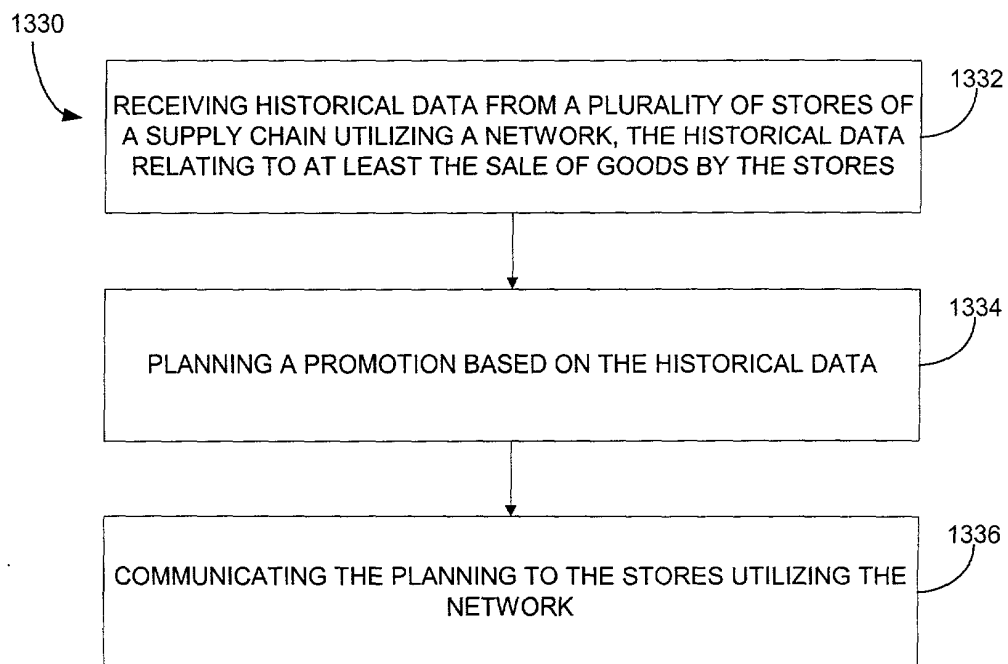 1330
1332
RECEIVING HISTORICAL DATA FROM A PLURALITY OF STORES OF
A SUPPLY CHAIN UTILIZING A NETWORK, THE HISTORICAL DATA
RELATING TO AT LEAST THE SALE OF GOODS BY THE STORES
1334
PLANNING A PROMOTION BASED ON THE HISTORICAL DATA
1336
COMMUNICATING THE PLANNING TO THE STORES UTILIZING THE
NETWORK